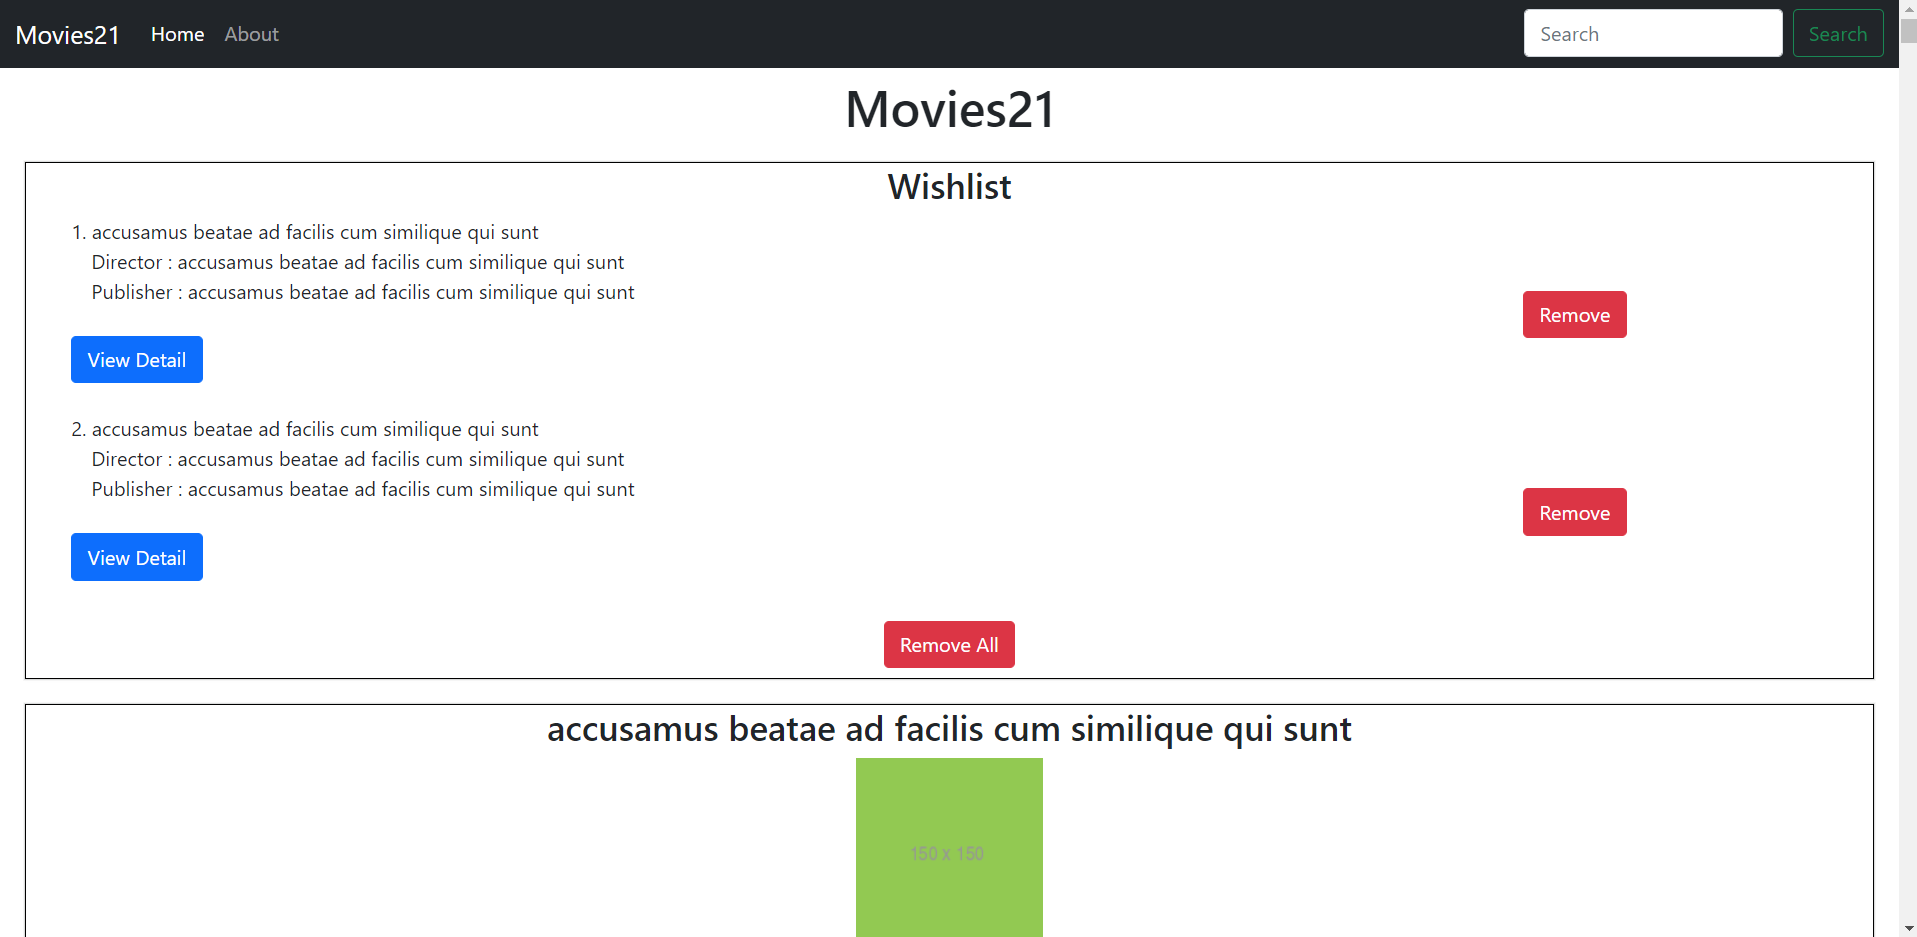 Movies21 Home About Search Search
Movies21
Wishlist
1. accusamus beatae ad facilis cum similique qui sunt
Director : accusamus beatae ad facilis cum similique qui sunt
Publisher : accusamus beatae ad facilis cum similique qui sunt
Remove
View Detail
2. accusamus beatae ad facilis cum similique qui sunt
Director : accusamus beatae ad facilis cum similique qui sunt
Publisher : accusamus beatae ad facilis cum similique qui sunt
Remove
View Detail
Remove All
accusamus beatae ad facilis cum similique qui sunt
150 x 150